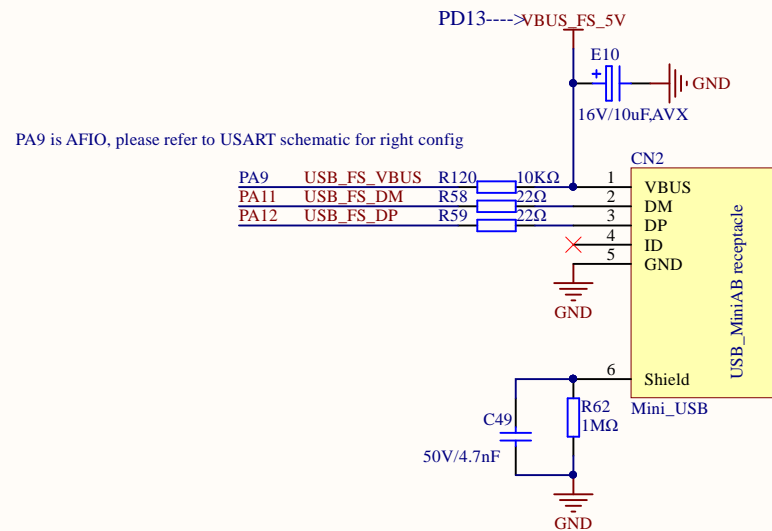 PD13---->VBUS_FS_5V
E10
+
GND
16V/10uF,AVX
PA9 is AFIO, please refer to USART schematic for right config
CN2
PA9 USB_FS_VBUS R120 10KΩ 1 VBUS
PA11 USB_FS_DM R58 22Ω 2 DM
PA12 USB_FS_DP R59 22Ω 3 DP
4 ID
5 GND
GND
USB_MiniAB receptacle
6 Shield
Mini_USB
C49
R62
1MΩ
50V/4.7nF
GND